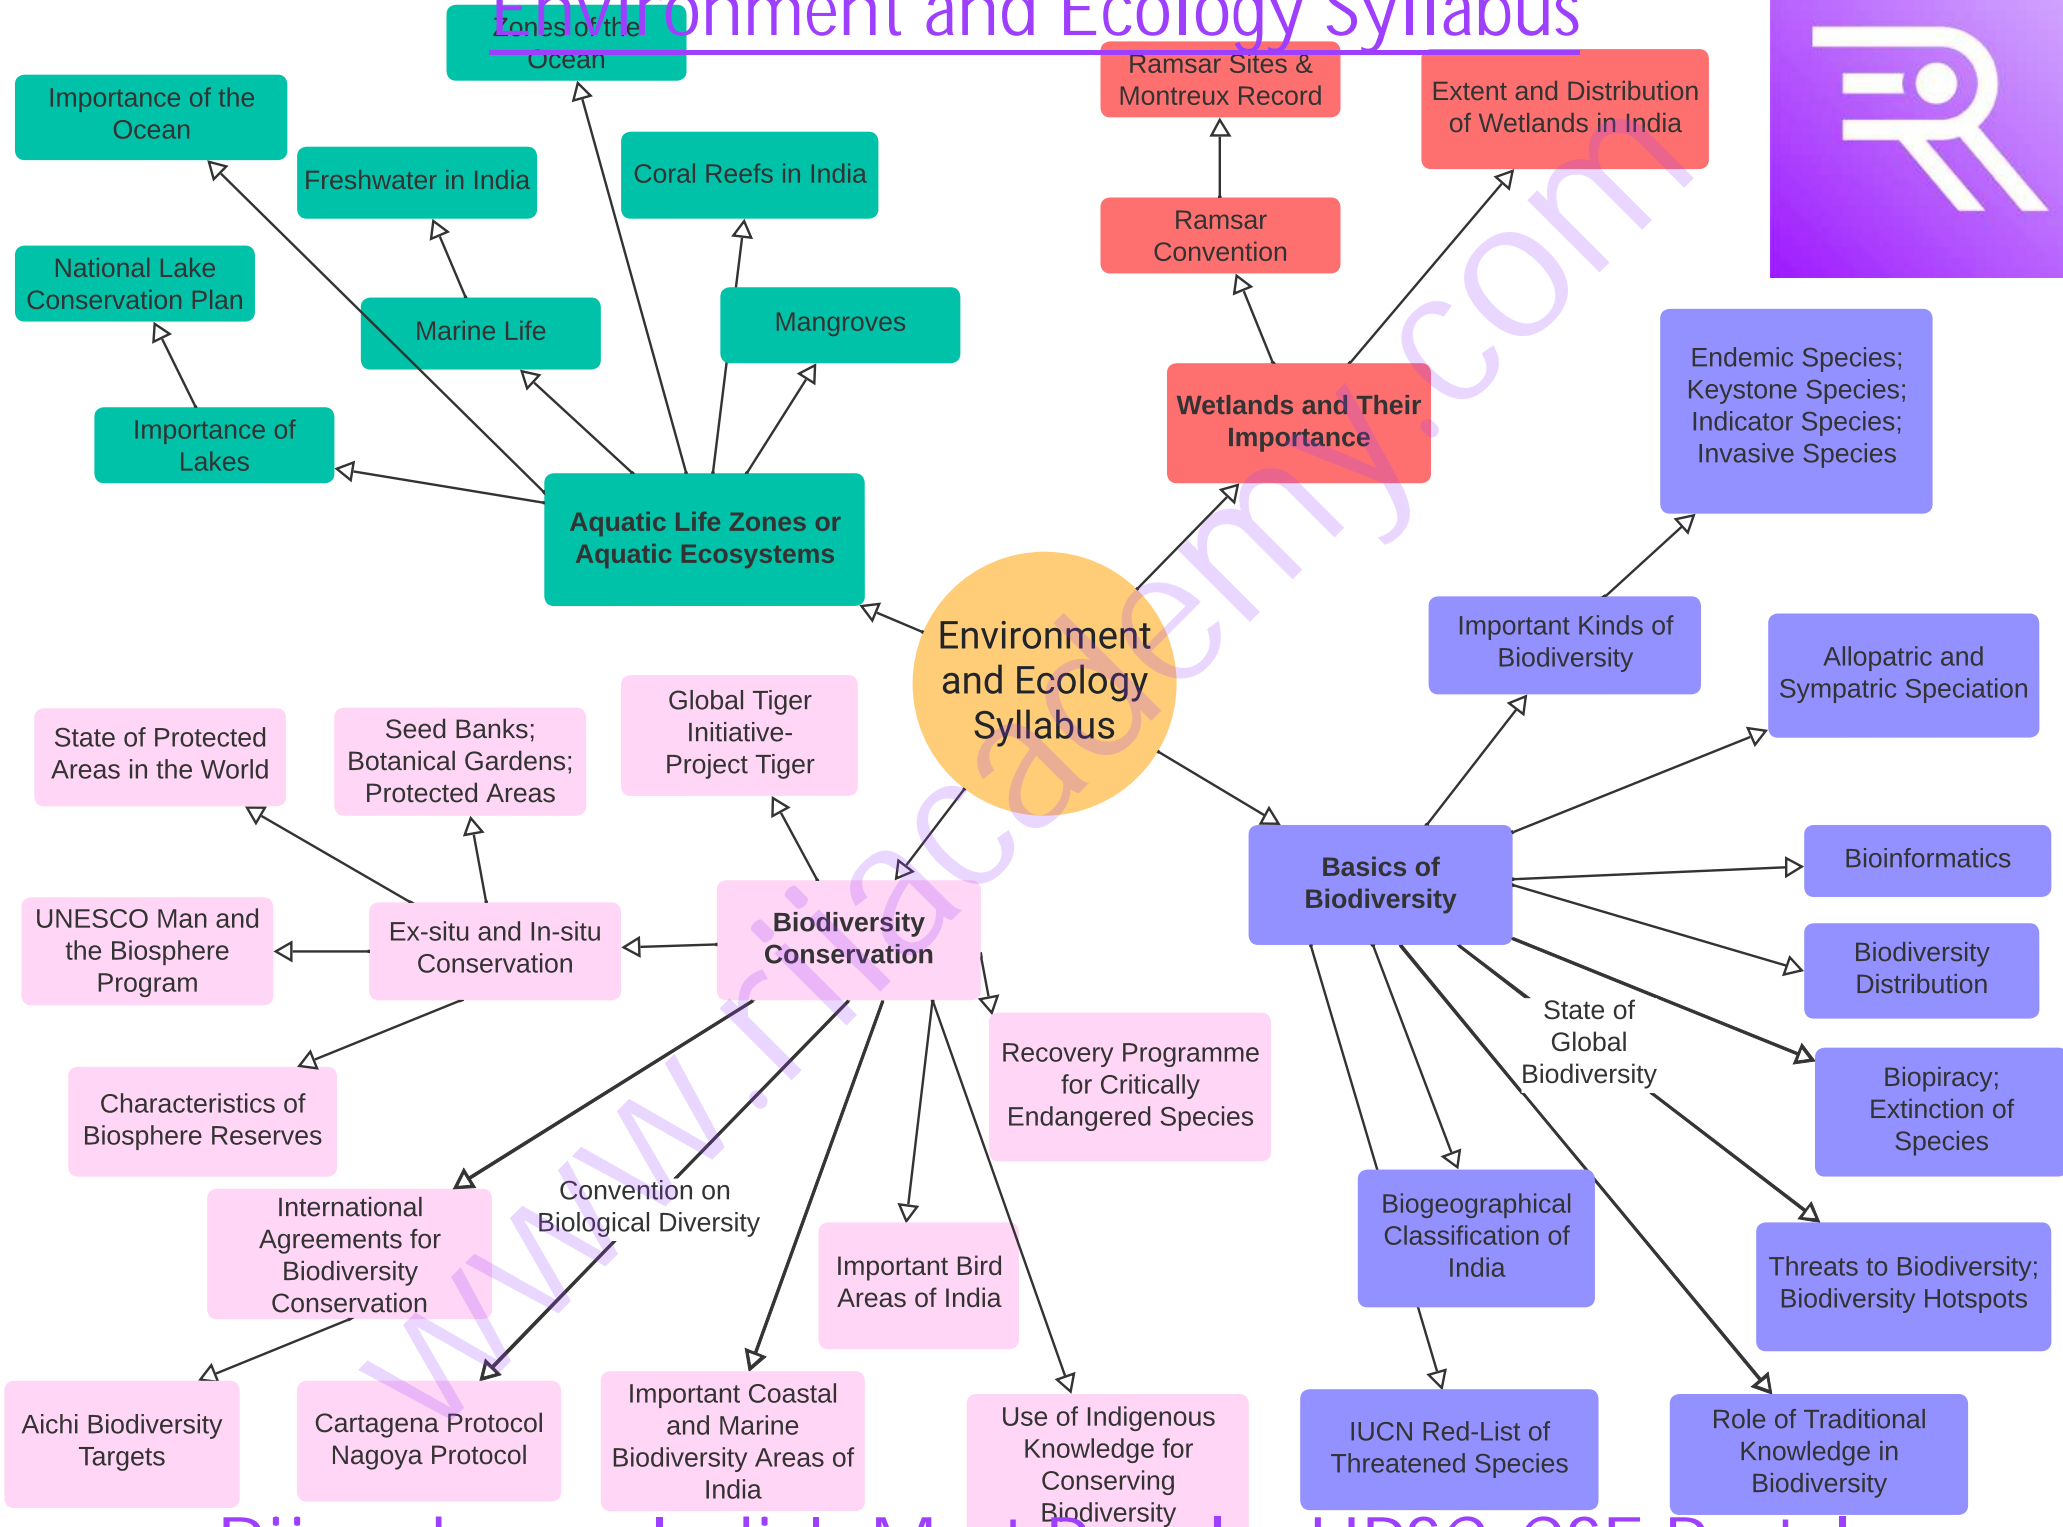 Environment and Ecology Syllabus
Zones of the
Ocean
Importance of the
Ocean
Freshwater in India
Coral Reefs in India
National Lake
Conservation Plan
Marine Life
Mangroves
Importance of
Lakes
Aquatic Life Zones or
Aquatic Ecosystems
Ramsar Sites &
Montreux Record
Extent and Distribution
of Wetlands in India
Ramsar
Convention
Wetlands and Their
Importance
Endemic Species;
Keystone Species;
Indicator Species;
Invasive Species
Important Kinds of
Biodiversity
Allopatric and
Sympatric Speciation
Environment
and Ecology
Syllabus
Basics of
Biodiversity
Bioinformatics
Biodiversity
Distribution
State of
Global
Biodiversity
Biopiracy;
Extinction of
Species
Biogeographical
Classification of
India
Threats to Biodiversity;
Biodiversity Hotspots
IUCN Red-List of
Threatened Species
Role of Traditional
Knowledge in
Biodiversity
Global Tiger
Initiative-
Project Tiger
State of Protected
Areas in the World
Seed Banks;
Botanical Gardens;
Protected Areas
UNESCO Man and
the Biosphere
Program
Ex-situ and In-situ
Conservation
Biodiversity
Conservation
Characteristics of
Biosphere Reserves
Recovery Programme
for Critically
Endangered Species
International
Agreements for
Biodiversity
Conservation
Convention on
Biological Diversity
Important Bird
Areas of India
Aichi Biodiversity
Targets
Cartagena Protocol
Nagoya Protocol
Important Coastal
and Marine
Biodiversity Areas of
India
Use of Indigenous
Knowledge for
Conserving
Biodiversity
www.rijacademy.com